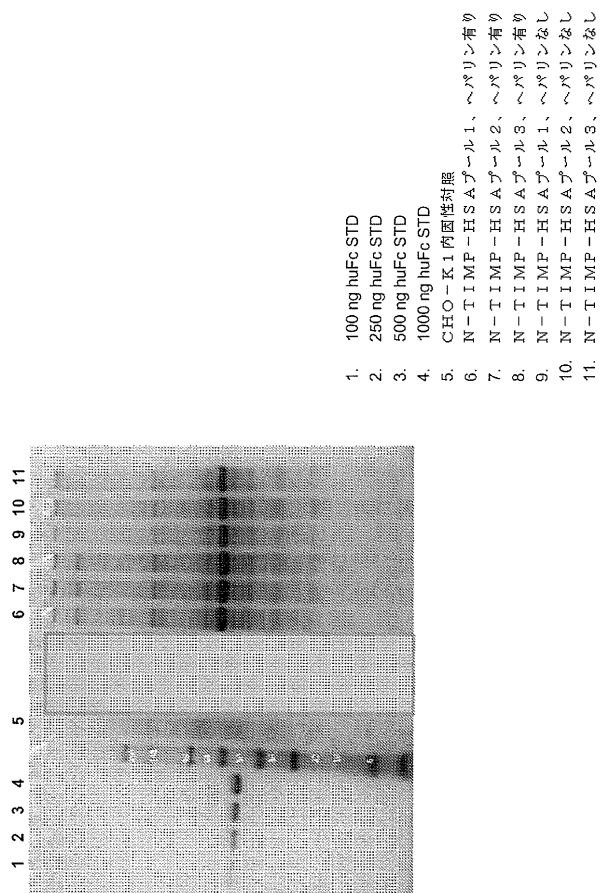 1 2 3 4 5 6 7 8 9 10 11
1. 100 ng huFc STD
2. 250 ng huFc STD
3. 500 ng huFc STD
4. 1000 ng huFc STD
5. CHO-K1内因性対照
6. N-TIMP-HSAプール1、ヘパリン有り
7. N-TIMP-HSAプール2、ヘパリン有り
8. N-TIMP-HSAプール3、ヘパリン有り
9. N-TIMP-HSAプール1、ヘパリンなし
10. N-TIMP-HSAプール2、ヘパリンなし
11. N-TIMP-HSAプール3、ヘパリンなし